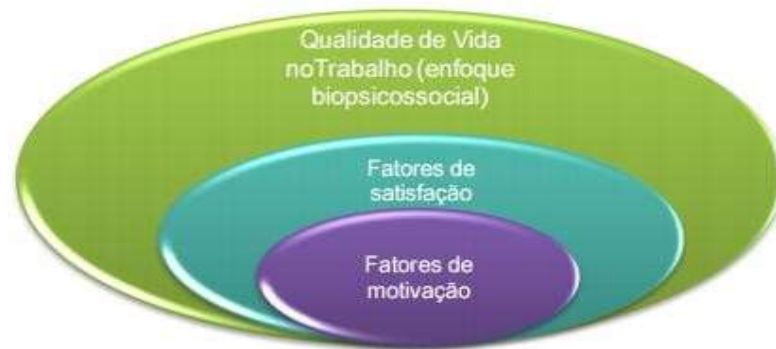 Qualidade de Vida
noTrabalho (enfoque
biopsicossocial)
Fatores de
satisfação
Fatores de
motivação